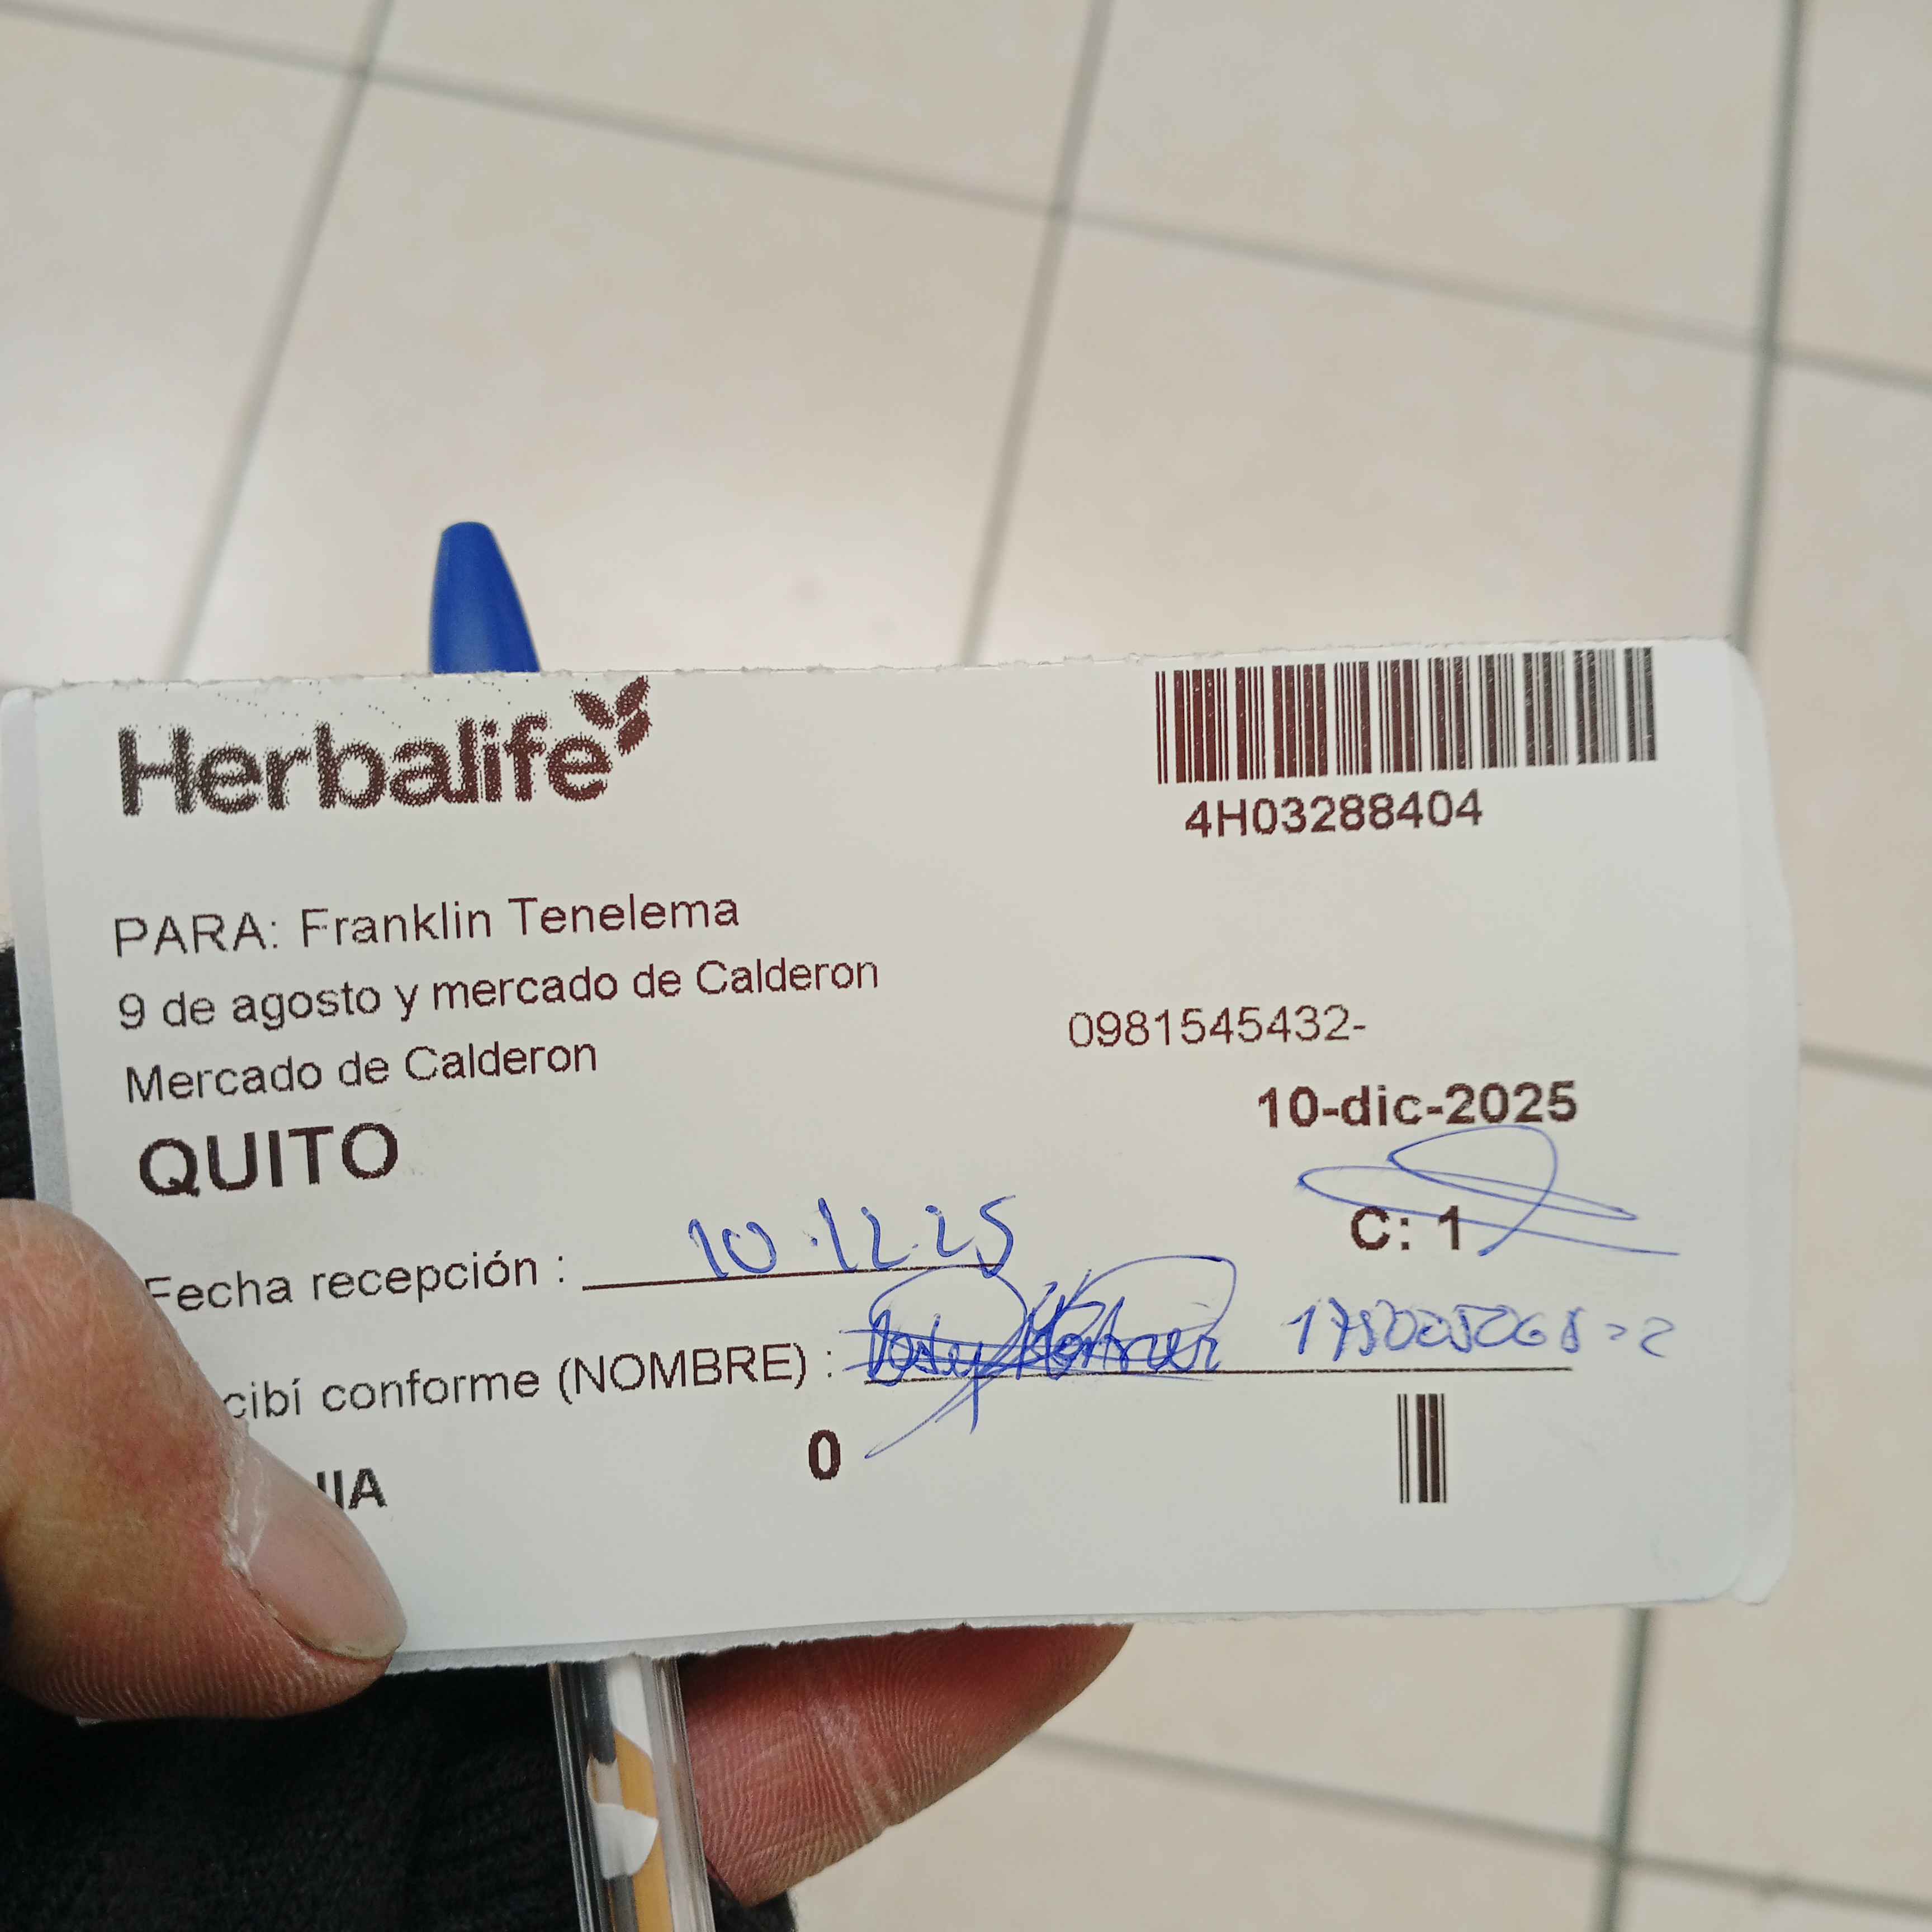 Herbalife
4H03288404
PARA: Franklin Tenelema
9 de agosto y mercado de Calderon
0981545432-
Mercado de Calderon
10-dic-2025
QUITO
C: 1
Fecha recepción : 10.12.25
cibí conforme (NOMBRE) :
0